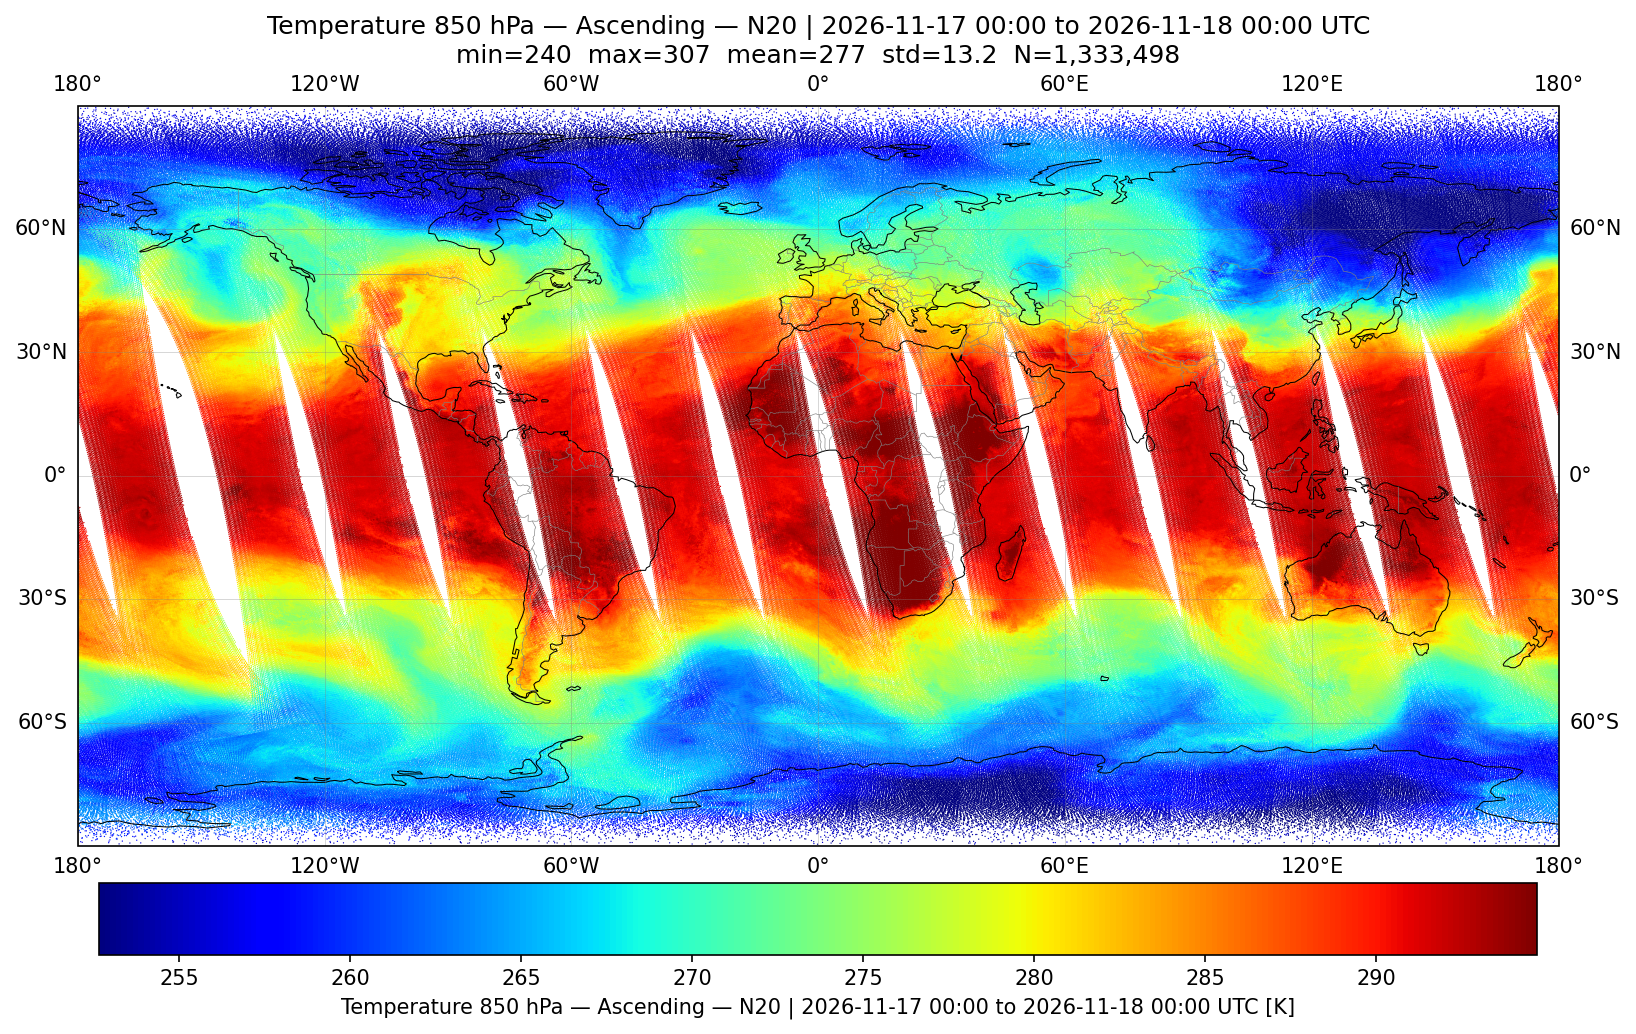 Temperature 850 hPa — Ascending — N20 | 2026-11-17 00:00 to 2026-11-18 00:00 UTC
min=240  max=307  mean=277  std=13.2  N=1,333,498
180° 120°W 60°W 0° 60°E 120°E 180°
60°N 60°N
30°N 30°N
0° 0°
30°S 30°S
60°S 60°S
180° 120°W 60°W 0° 60°E 120°E 180°
255 260 265 270 275 280 285 290
Temperature 850 hPa — Ascending — N20 | 2026-11-17 00:00 to 2026-11-18 00:00 UTC [K]